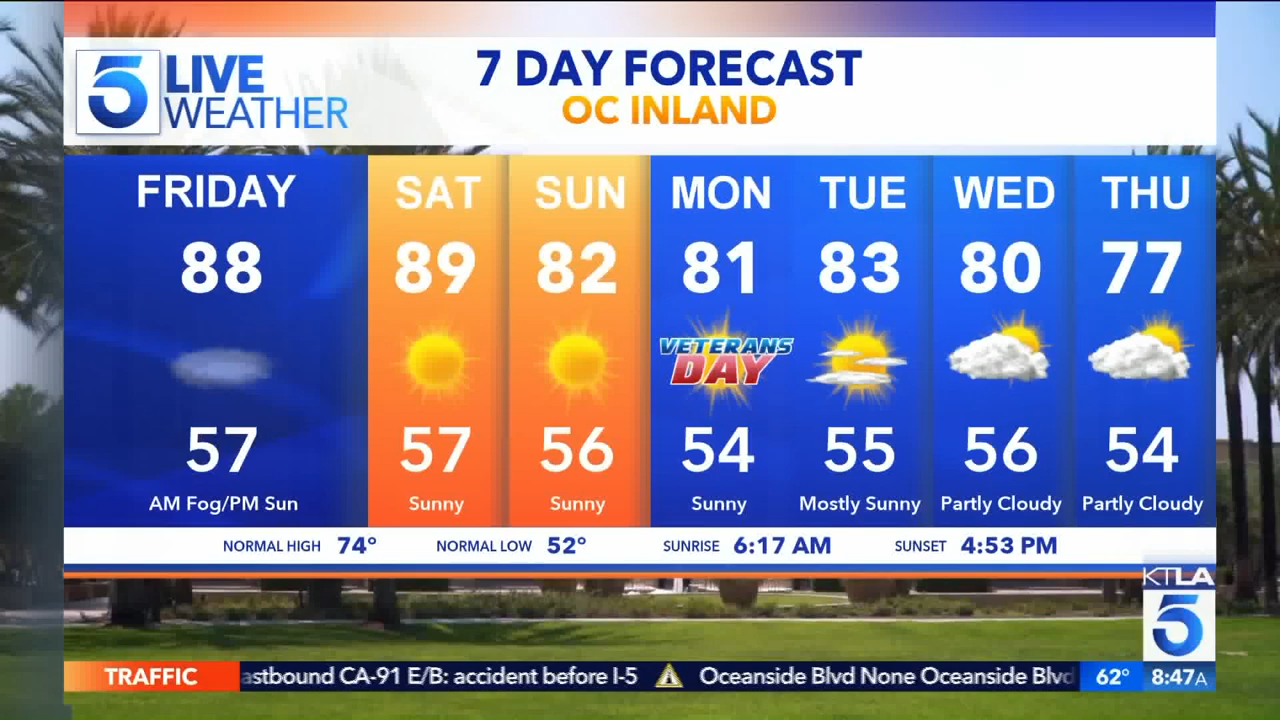 5 LIVE
WEATHER
7 DAY FORECAST
OC INLAND
FRIDAY
88
57
AM Fog/PM Sun
SAT
89
57
Sunny
SUN
82
56
Sunny
MON
81
VETERANS
DAY
54
Sunny
TUE
83
55
Mostly Sunny
WED
80
56
Partly Cloudy
THU
77
54
Partly Cloudy
NORMAL HIGH 74° NORMAL LOW 52° SUNRISE 6:17 AM SUNSET 4:53 PM
KTLA
5
TRAFFIC astbound CA-91 E/B: accident before I-5 Oceanside Blvd None Oceanside Blvd 62° 8:47A